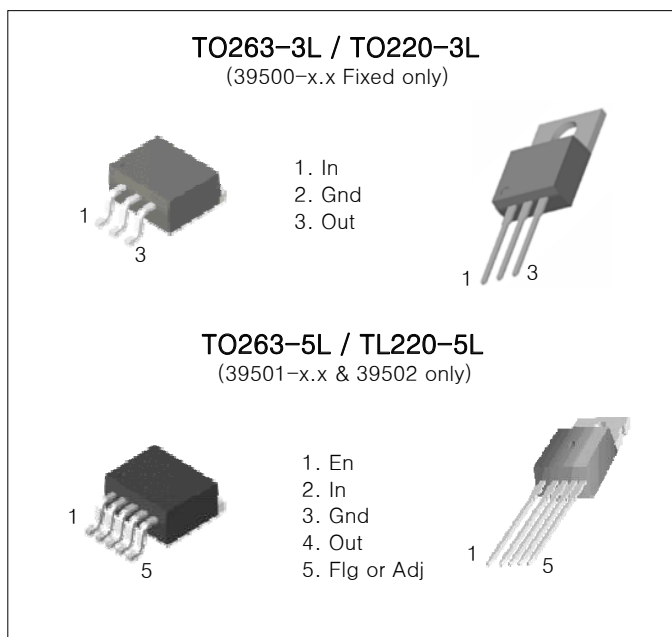 TO263-3L / TO220-3L
(39500-x.x Fixed only)
1. In
2. Gnd
3. Out
1
3
1
3
TO263-5L / TL220-5L
(39501-x.x & 39502 only)
1. En
2. In
3. Gnd
4. Out
5. Flg or Adj
1
5
1
5